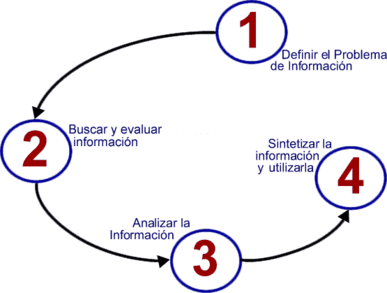 1
Definir el Problema
de Información
2
Buscar y evaluar
información
3
Analizar la
Información
4
Sintetizar la
información
y utilizarla